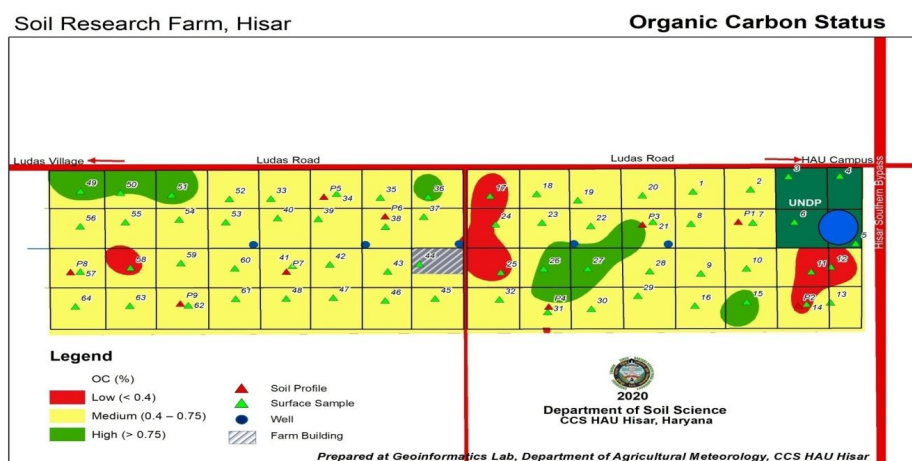 Soil Research Farm, Hisar
Organic Carbon Status
Ludas Village
Ludas Road
Ludas Road
HAU Campus
Hisar Southern Bypass
49 50 51 52 33 P5 34 35 36 17 18 19 20 1 2 3 4
UNDP
56 55 54 53 40 39 P6 38 37 24 23 22 P3 21 8 P1 7 6 5
P8 57 58 59 60 41 P7 42 43 44 25 26 27 28 9 10 11 12
64 63 P9 62 61 48 47 46 45 32 P4 31 30 29 16 15 P2 14 13
Legend
OC (%)
Low (< 0.4)
Medium (0.4 – 0.75)
High (> 0.75)
Soil Profile
Surface Sample
Well
Farm Building
2020
Department of Soil Science
CCS HAU Hisar, Haryana
Prepared at Geoinformatics Lab, Department of Agricultural Meteorology, CCS HAU Hisar